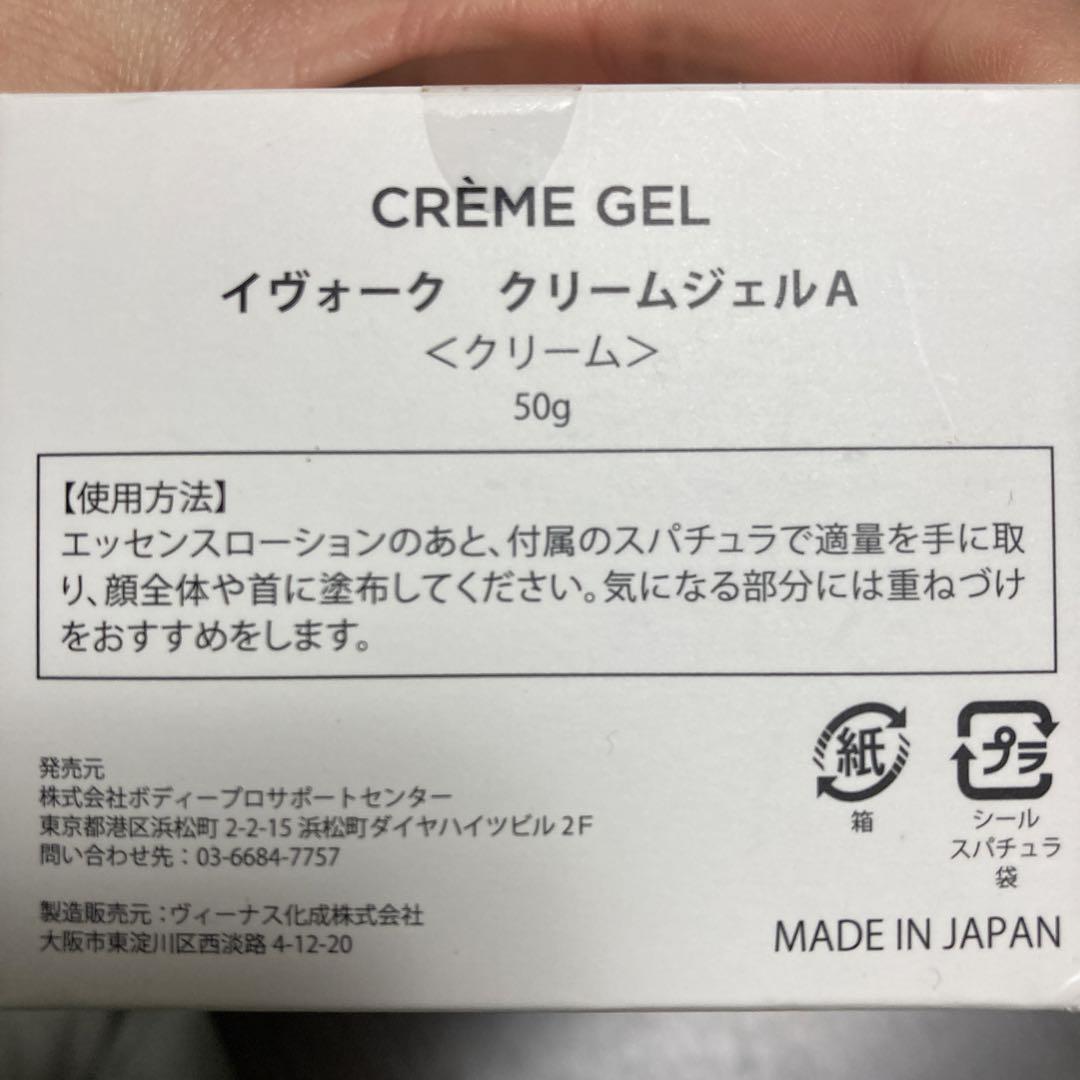 CRÈME GEL
イヴォーク　クリームジェルA
＜クリーム＞
50g
【使用方法】
エッセンスローションのあと、付属のスパチュラで適量を手に取
り、顔全体や首に塗布してください。気になる部分には重ねづけ
をおすすめをします。
発売元
株式会社ボディープロサポートセンター
東京都港区浜松町 2-2-15 浜松町ダイヤハイツビル 2F
問い合わせ先：03-6684-7757
製造販売元：ヴィーナス化成株式会社
大阪市東淀川区西淡路 4-12-20
紙
箱
プラ
シール
スパチュラ
袋
MADE IN JAPAN